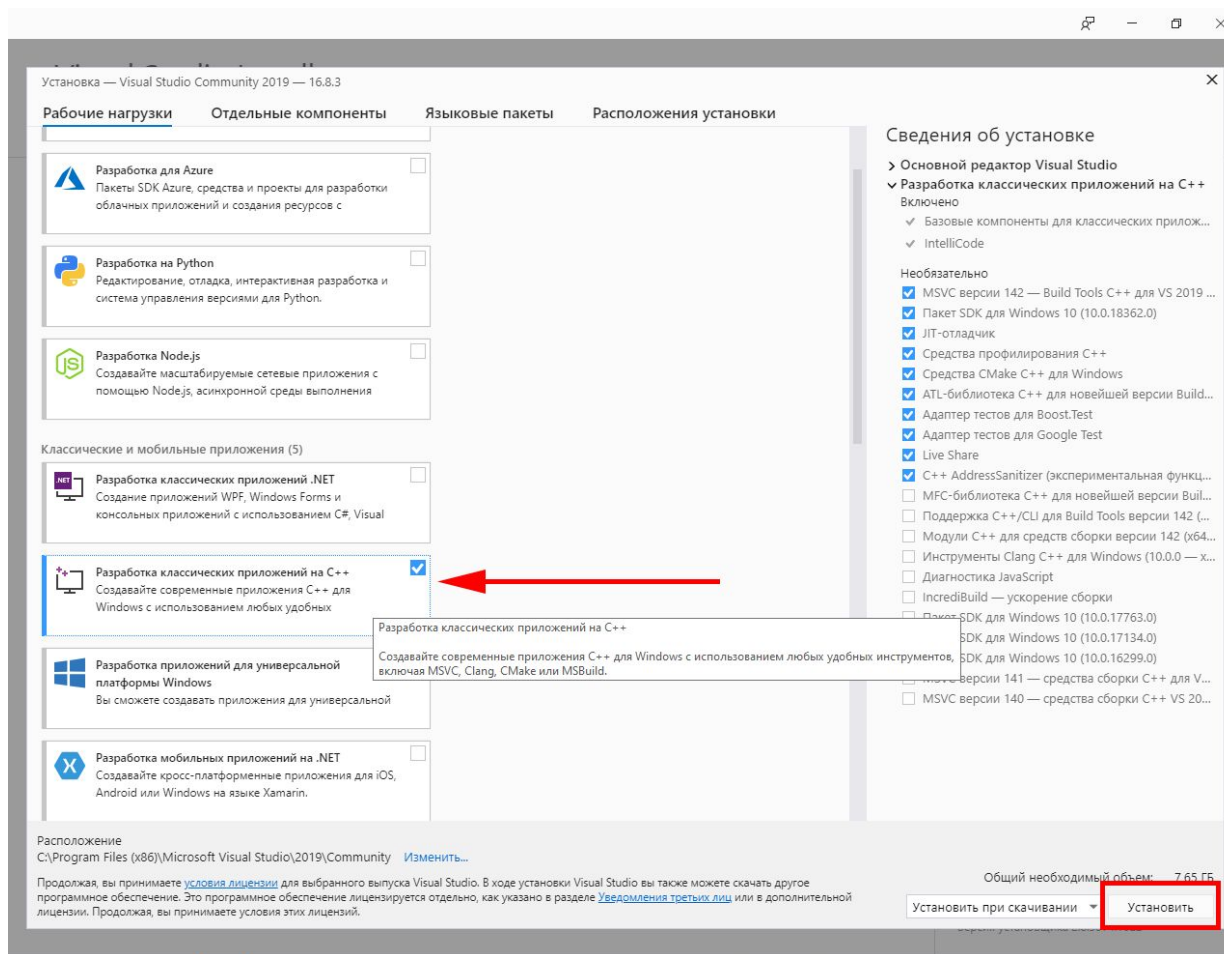 Установка — Visual Studio Community 2019 — 16.8.3
Рабочие нагрузки Отдельные компоненты Языковые пакеты Расположения установки
Разработка для Azure
Пакеты SDK Azure, средства и проекты для разработки
облачных приложений и создания ресурсов с
Разработка на Python
Редактирование, отладка, интерактивная разработка и
система управления версиями для Python.
Разработка Node.js
Создавайте масштабируемые сетевые приложения с
помощью Node.js, асинхронной среды выполнения
Классические и мобильные приложения (5)
Разработка классических приложений .NET
Создание приложений WPF, Windows Forms и
консольных приложений с использованием C#, Visual
Разработка классических приложений на C++
Создавайте современные приложения C++ для
Windows с использованием любых удобных
Разработка классических приложений на C++
Создавайте современные приложения C++ для Windows с использованием любых удобных инструментов,
включая MSVC, Clang, CMake или MSBuild.
Разработка приложений для универсальной
платформы Windows
Вы сможете создавать приложения для универсальной
Разработка мобильных приложений на .NET
Создавайте кросс-платформенные приложения для iOS,
Android или Windows на языке Xamarin.
Сведения об установке
Основной редактор Visual Studio
Разработка классических приложений на C++
Включено
Базовые компоненты для классических прилож...
IntelliCode
Необязательно
MSVC версии 142 — Build Tools C++ для VS 2019 ...
Пакет SDK для Windows 10 (10.0.18362.0)
JIT-отладчик
Средства профилирования C++
Средства CMake C++ для Windows
ATL-библиотека C++ для новейшей версии Build...
Адаптер тестов для Boost.Test
Адаптер тестов для Google Test
Live Share
C++ AddressSanitizer (экспериментальная функц...
MFC-библиотека C++ для новейшей версии Buil...
Поддержка C++/CLI для Build Tools версии 142 (...
Модули C++ для средств сборки версии 142 (x64...
Инструменты Clang C++ для Windows (10.0.0 — x...
Диагностика JavaScript
IncrediBuild — ускорение сборки
Пакет SDK для Windows 10 (10.0.17763.0)
SDK для Windows 10 (10.0.17134.0)
SDK для Windows 10 (10.0.16299.0)
MSVC версии 141 — средства сборки C++ для V...
MSVC версии 140 — средства сборки C++ VS 20...
Расположение
C:\Program Files (x86)\Microsoft Visual Studio\2019\Community Изменить...
Продолжая, вы принимаете условия лицензии для выбранного выпуска Visual Studio. В ходе установки Visual Studio вы также можете скачать другое
программное обеспечение. Это программное обеспечение лицензируется отдельно, как указано в разделе Уведомления третьих лиц или в дополнительной
лицензии. Продолжая, вы принимаете условия этих лицензий.
Общий необходимый объем: 7.65 ГБ
Установить при скачивании Установить